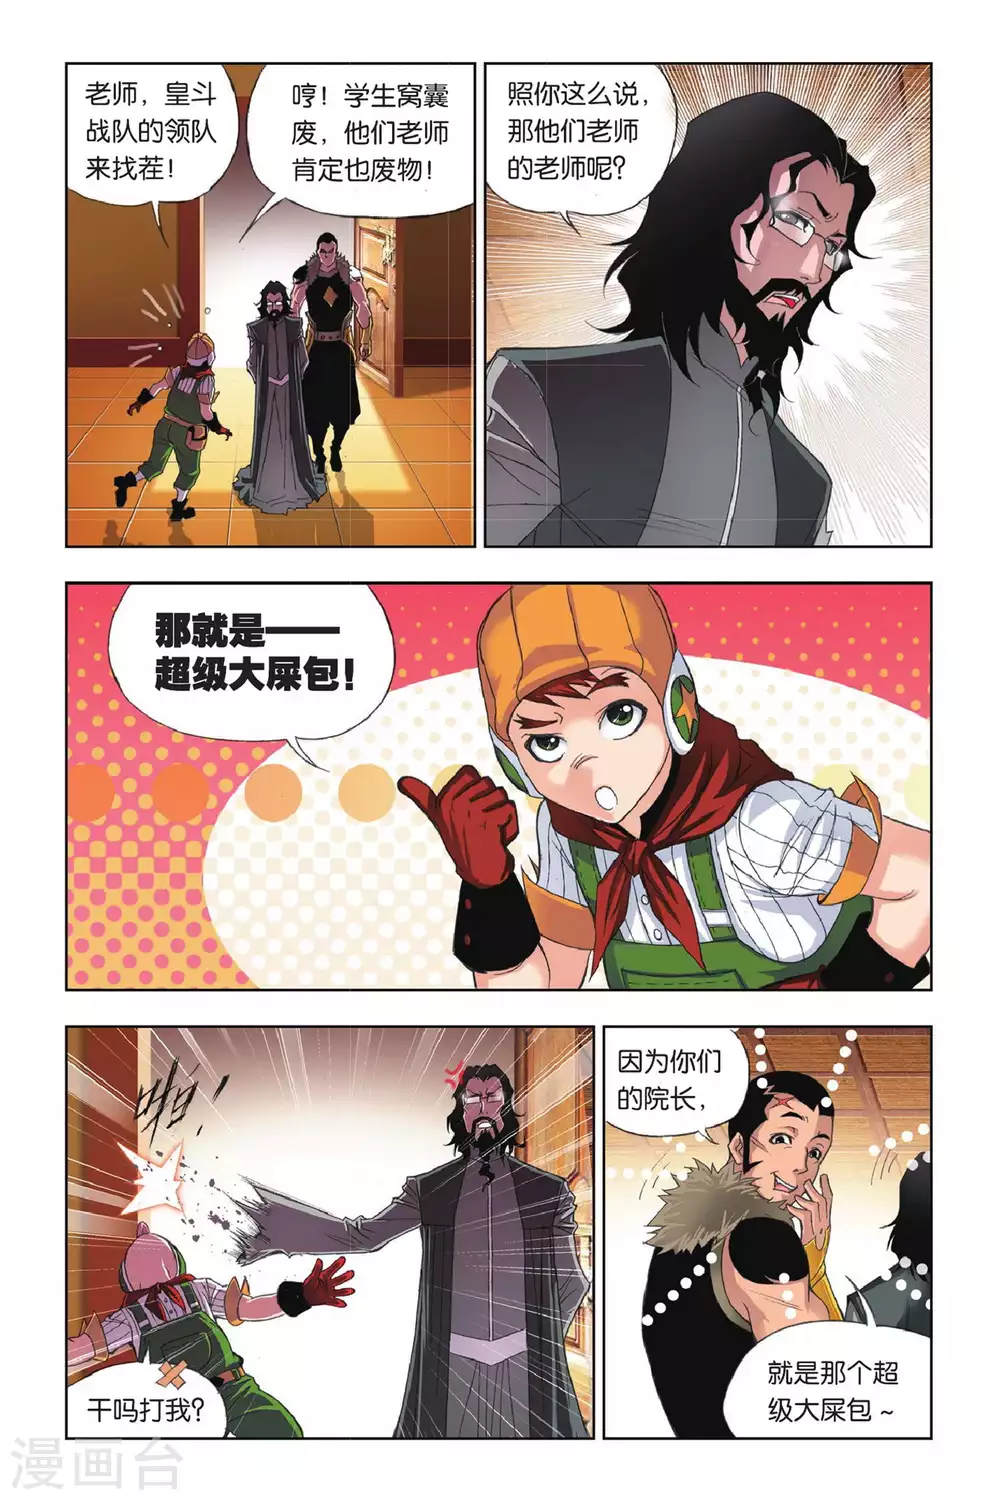 老师，皇斗
战队的领队
来找茬！
哼！学生窝囊
废，他们老师
肯定也废物！
照你这么说，
那他们老师
的老师呢？
那就是——
超级大屎包！
啪！
干吗打我？
因为你们
的院长，
就是那个超
级大屎包～
漫画台